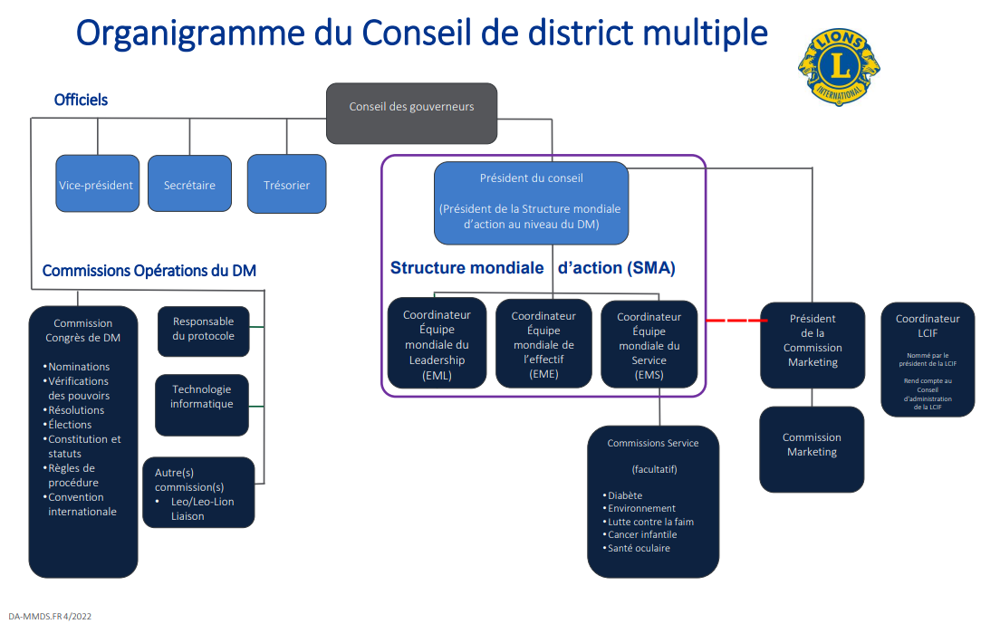 Organigramme du Conseil de district multiple
LIONS
L
INTERNATIONAL
Officiels
Conseil des gouverneurs
Vice-président
Secrétaire
Trésorier
Président du conseil
(Président de la Structure mondiale
d’action au niveau du DM)
Structure mondiale d’action (SMA)
Commissions Opérations du DM
Commission
Congrès de DM
•Nominations
•Vérifications
des pouvoirs
•Résolutions
•Élections
•Constitution et
statuts
•Règles de
procédure
•Convention
internationale
Responsable
du protocole
Technologie
informatique
Autre(s)
commission(s)
• Leo/Leo-Lion
Liaison
Coordinateur
Équipe
mondiale du
Leadership
(EML)
Coordinateur
Équipe
mondiale de
l’effectif
(EME)
Coordinateur
Équipe
mondiale du
Service
(EMS)
Président
de la
Commission
Marketing
Coordinateur
LCIF
Nommé par le
président de la LCIF
Rend compte au
Conseil
d’administration
de la LCIF
Commissions Service
(facultatif)
•Diabète
•Environnement
•Lutte contre la faim
•Cancer infantile
•Santé oculaire
Commission
Marketing
DA-MMDS.FR 4/2022